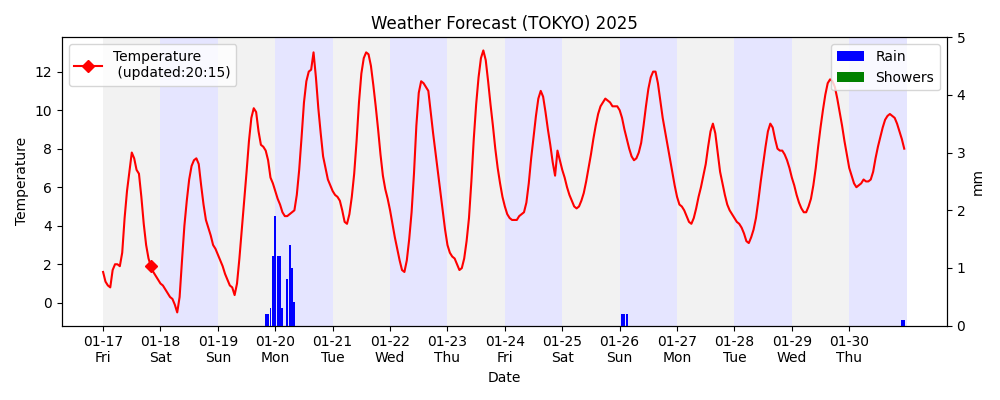 Weather Forecast (TOKYO) 2025
Temperature
(updated:20:15)
Rain
Showers
Temperature
12
10
8
6
4
2
0
5
4
3
2
1
0
mm
01-17 01-18 01-19 01-20 01-21 01-22 01-23 01-24 01-25 01-26 01-27 01-28 01-29 01-30
Fri Sat Sun Mon Tue Wed Thu Fri Sat Sun Mon Tue Wed Thu
Date